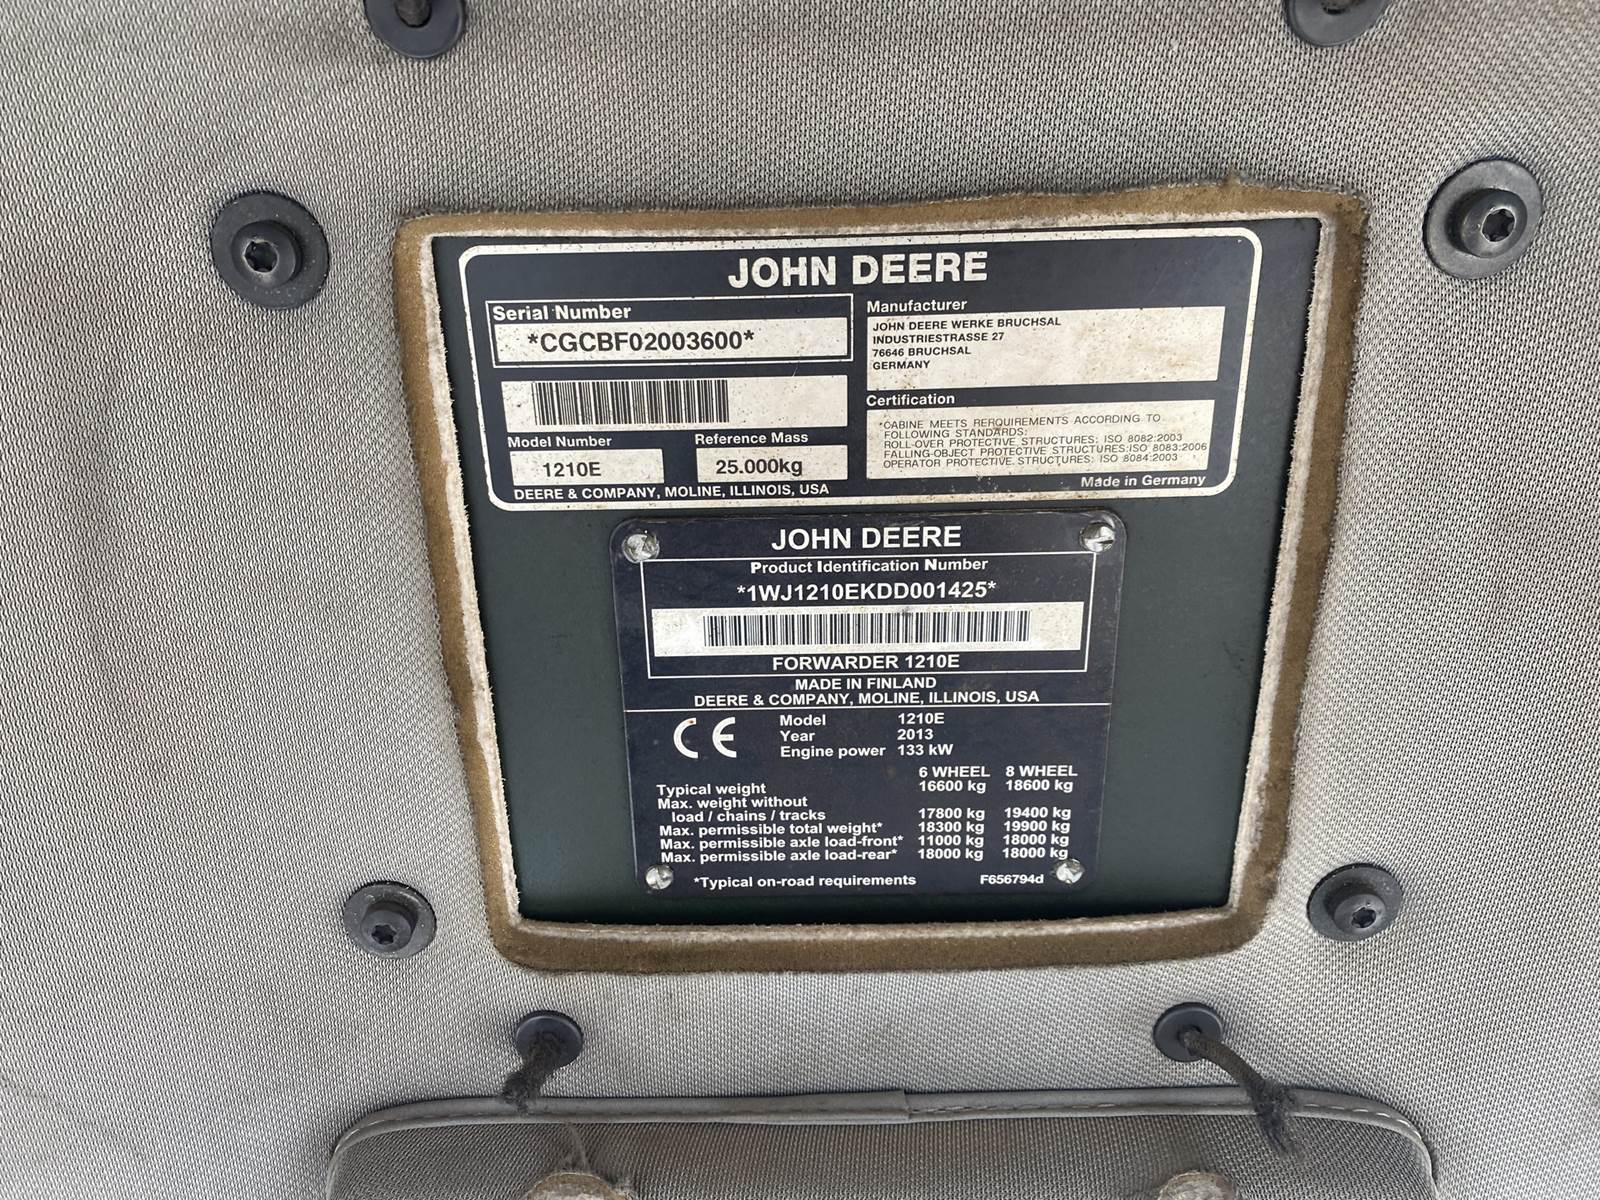 JOHN DEERE
Serial Number
*CGCBF02003600*
Model Number
1210E
Reference Mass
25.000kg
DEERE & COMPANY, MOLINE, ILLINOIS, USA
Manufacturer
JOHN DEERE WERKE BRUCHSAL
INDUSTRIESTRASSE 27
76646 BRUCHSAL
GERMANY
Certification
*CABINE MEETS RERQUIREMENTS ACCORDING TO
FOLLOWING STANDARDS:
ROLL-OVER PROTECTIVE STRUCTURES: ISO 8082:2003
FALLING-OBJECT PROTECTIVE STRUCTURES:ISO 8083:2006
OPERATOR PROTECTIVE STRUCTURES: ISO 8084:2003
Made in Germany
JOHN DEERE
Product Identification Number
*1WJ1210EKDD001425*
FORWARDER 1210E
MADE IN FINLAND
DEERE & COMPANY, MOLINE, ILLINOIS, USA
CE
Model 1210E
Year 2013
Engine power 133 kW
6 WHEEL 8 WHEEL
Typical weight 16600 kg 18600 kg
Max. weight without
load / chains / tracks 17800 kg 19400 kg
Max. permissible total weight* 18300 kg 19900 kg
Max. permissible axle load-front* 11000 kg 18000 kg
Max. permissible axle load-rear* 18000 kg 18000 kg
*Typical on-road requirements F656794d